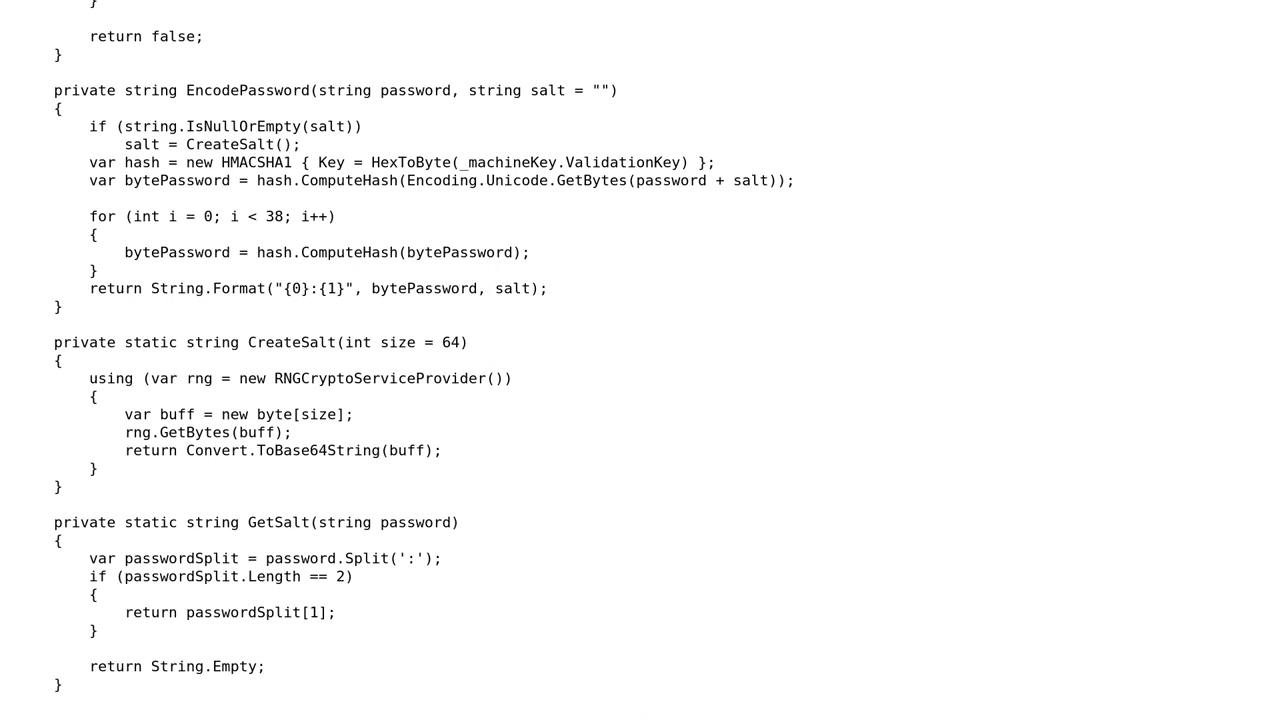 }
return false;
}
private string EncodePassword(string password, string salt = "")
{
if (string.IsNullOrEmpty(salt))
salt = CreateSalt();
var hash = new HMACSHA1 { Key = HexToByte(_machineKey.ValidationKey) };
var bytePassword = hash.ComputeHash(Encoding.Unicode.GetBytes(password + salt));
for (int i = 0; i < 38; i++)
{
bytePassword = hash.ComputeHash(bytePassword);
}
return String.Format("{0}:{1}", bytePassword, salt);
}
private static string CreateSalt(int size = 64)
{
using (var rng = new RNGCryptoServiceProvider())
{
var buff = new byte[size];
rng.GetBytes(buff);
return Convert.ToBase64String(buff);
}
}
private static string GetSalt(string password)
{
var passwordSplit = password.Split(':');
if (passwordSplit.Length == 2)
{
return passwordSplit[1];
}
return String.Empty;
}